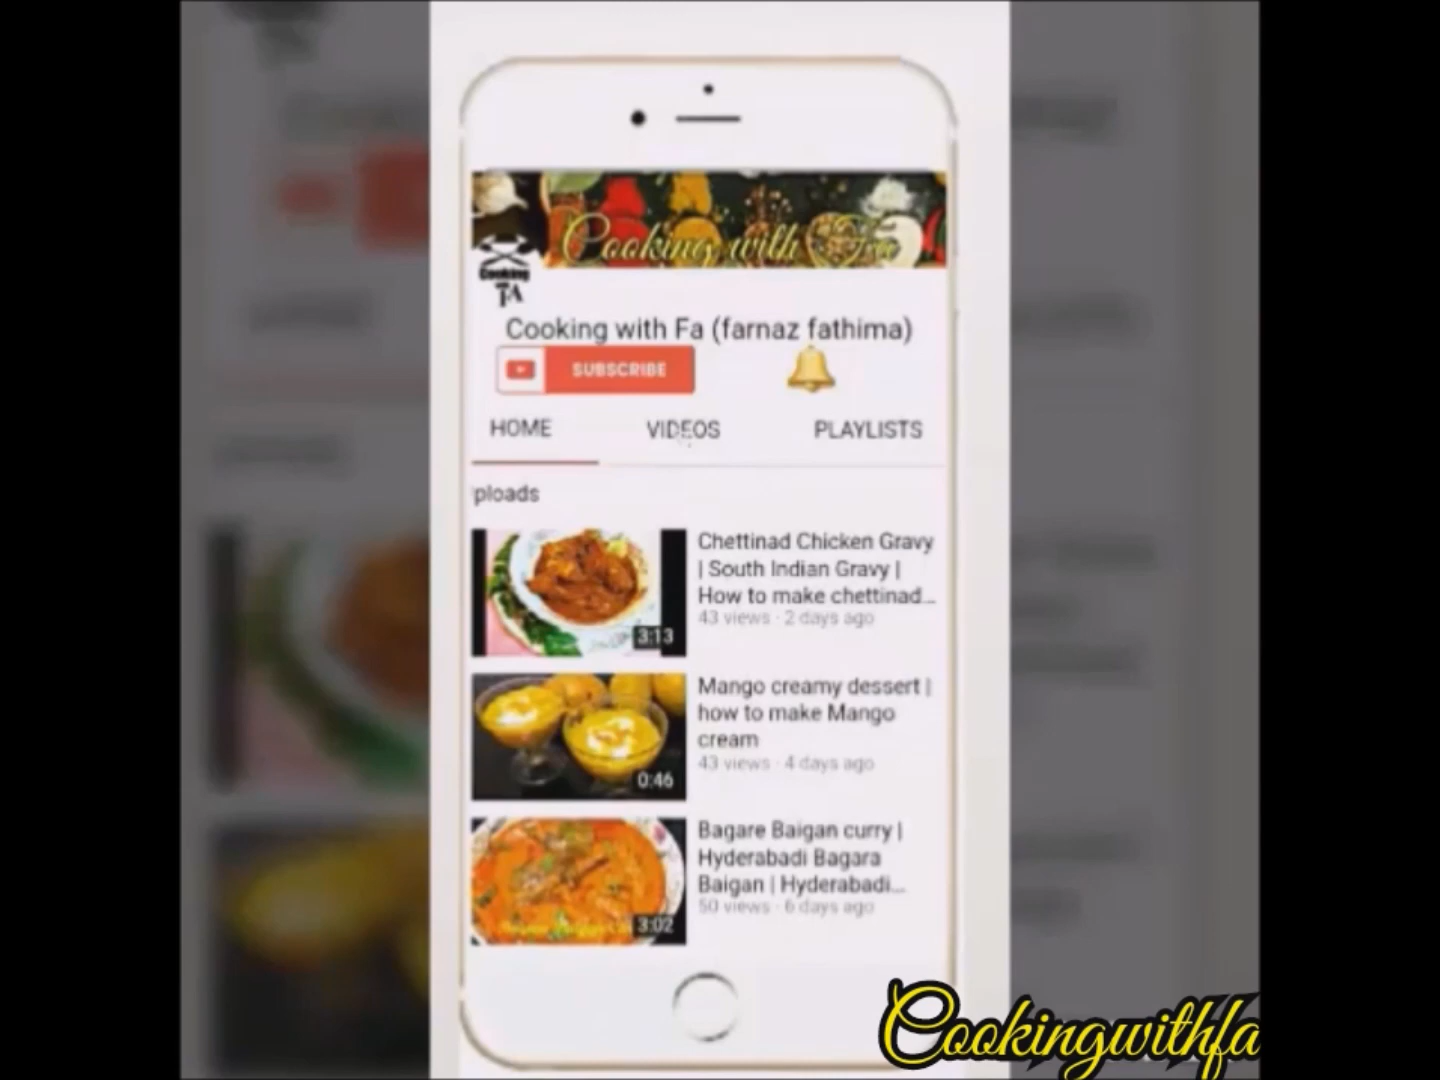 Cooking with Fa
Cooking
FA
Cooking with Fa (farnaz fathima)
SUBSCRIBE
HOME
VIDEOS
PLAYLISTS
ploads
Chettinad Chicken Gravy
| South Indian Gravy |
How to make chettinad...
43 views · 2 days ago
3:13
Mango creamy dessert |
how to make Mango
cream
43 views · 4 days ago
0:46
Bagare Baigan curry |
Hyderabadi Bagara
Baigan | Hyderabadi...
50 views · 6 days ago
3:02
Cookingwithfa